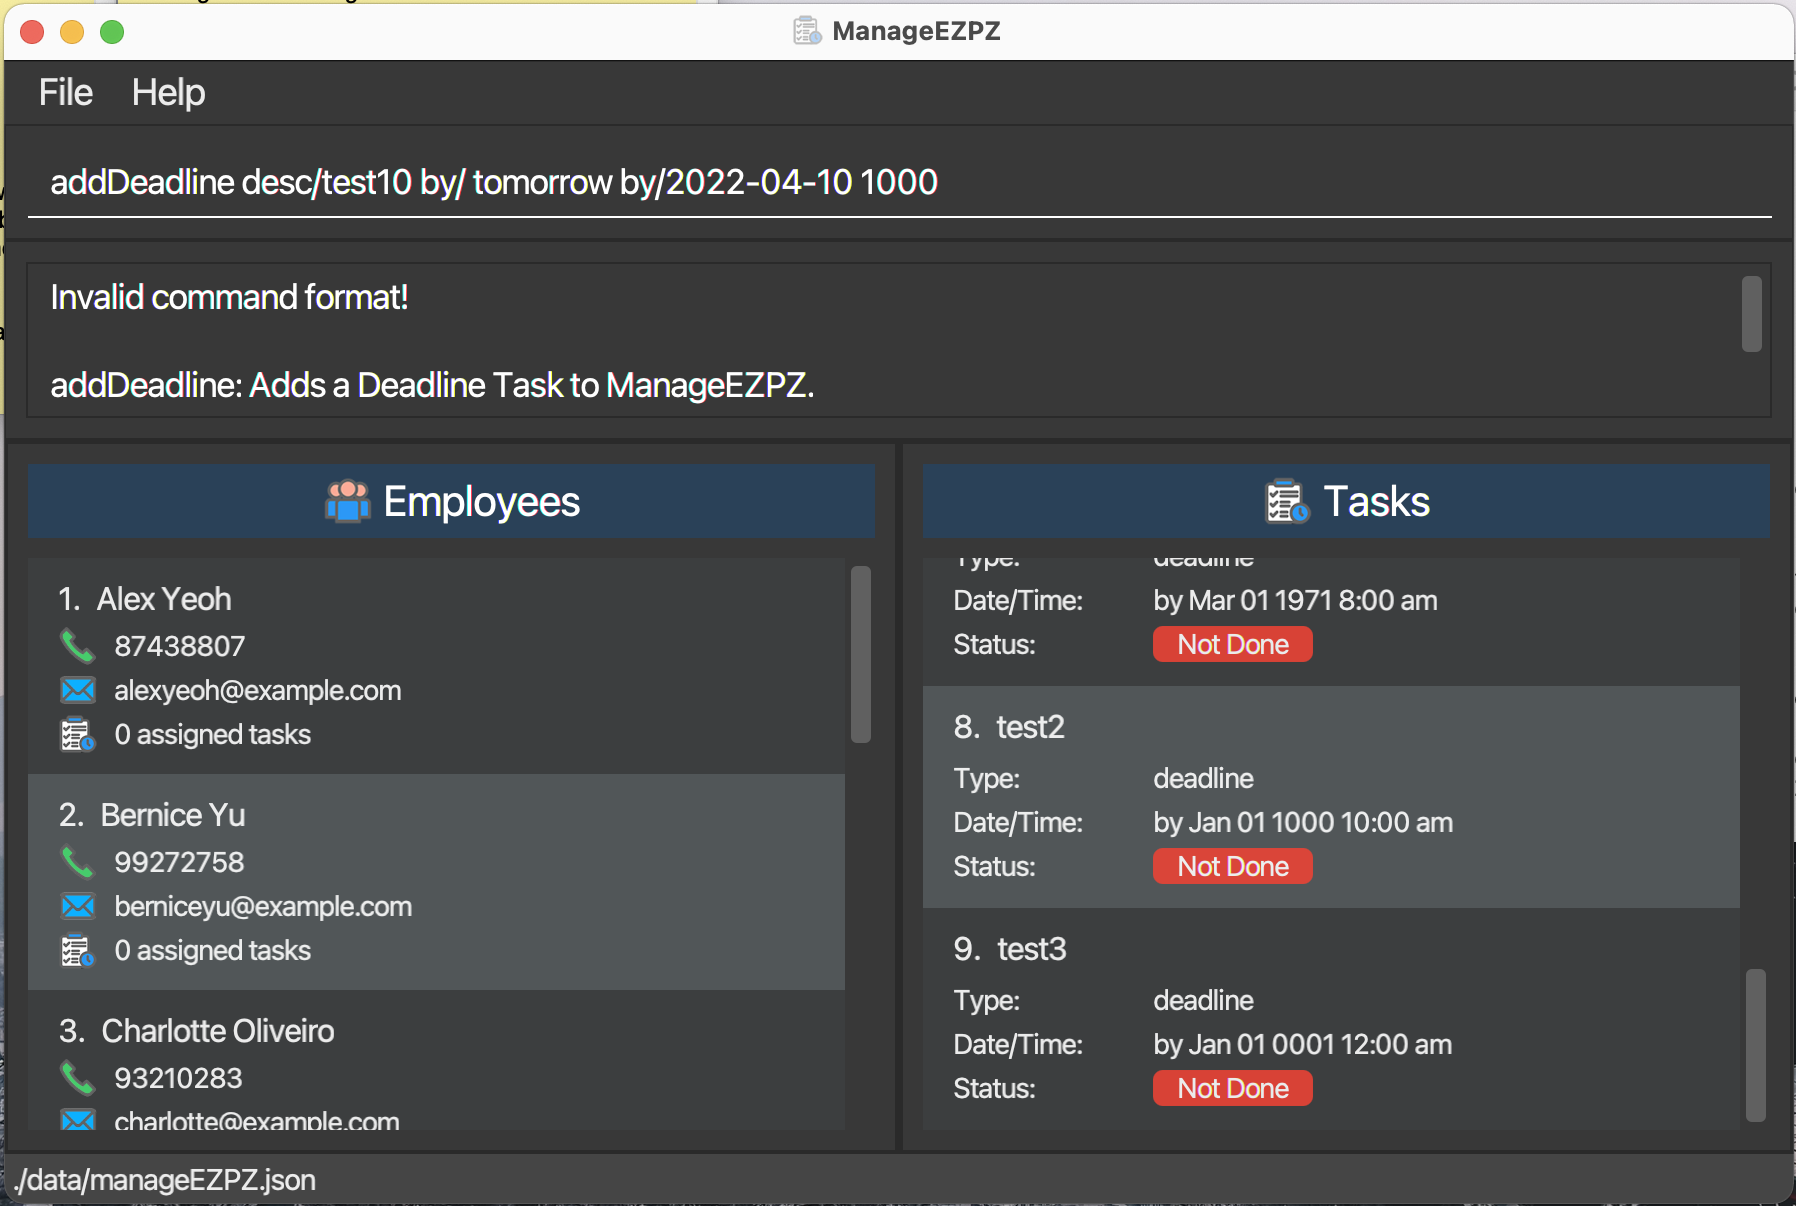 ManageEZPZ
File Help
addDeadline desc/test10 by/ tomorrow by/2022-04-10 1000
Invalid command format!
addDeadline: Adds a Deadline Task to ManageEZPZ.
Employees
1. Alex Yeoh
87438807
alexyeoh@example.com
0 assigned tasks
2. Bernice Yu
99272758
berniceyu@example.com
0 assigned tasks
3. Charlotte Oliveiro
93210283
charlotte@example.com
Tasks
Type: deadline
Date/Time: by Mar 01 1971 8:00 am
Status: Not Done
8. test2
Type: deadline
Date/Time: by Jan 01 1000 10:00 am
Status: Not Done
9. test3
Type: deadline
Date/Time: by Jan 01 0001 12:00 am
Status: Not Done
./data/manageEZPZ.json